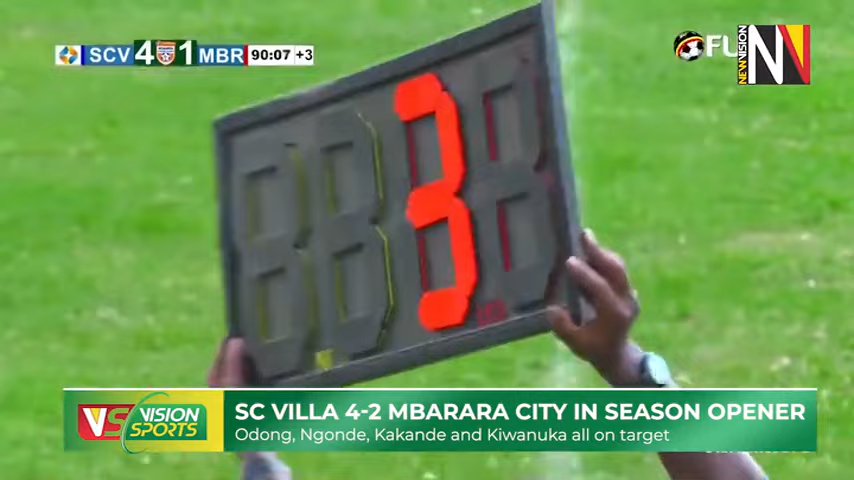 SCV 4 1 MBR 90:07 +3
FU
NEW VISION N
3
VS VISION SPORTS
SC VILLA 4-2 MBARARA CITY IN SEASON OPENER
Odong, Ngonde, Kakande and Kiwanuka all on target